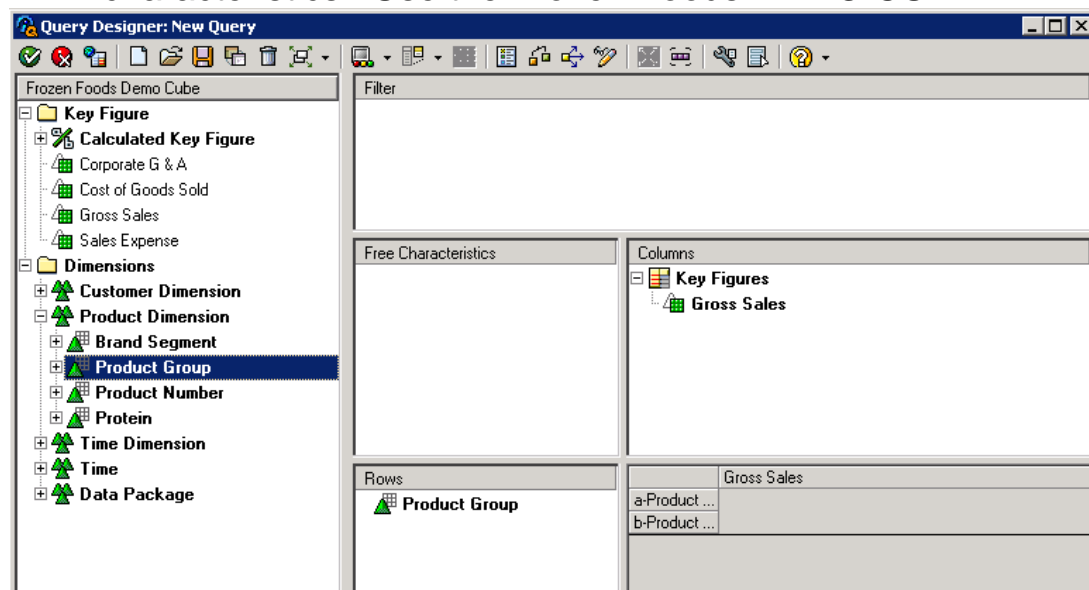 Query Designer: New Query
Frozen Foods Demo Cube
Key Figure
Calculated Key Figure
Corporate G & A
Cost of Goods Sold
Gross Sales
Sales Expense
Dimensions
Customer Dimension
Product Dimension
Brand Segment
Product Group
Product Number
Protein
Time Dimension
Time
Data Package
Filter
Free Characteristics
Columns
Key Figures
Gross Sales
Rows
Product Group
Gross Sales
a-Product ...
b-Product ...